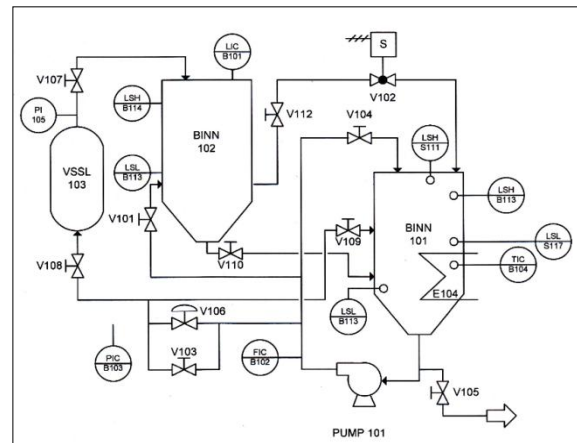 LIC
B101
S
V107
LSH
B114
V112
V102
V104
PI
105
BINN
102
LSH
S111
VSSL
103
LSL
B113
LSH
B113
V101
BINN
101
LSL
S117
V109
V108
V110
TIC
B104
E104
V106
LSL
B113
PIC
B103
V103
FIC
B102
V105
PUMP 101